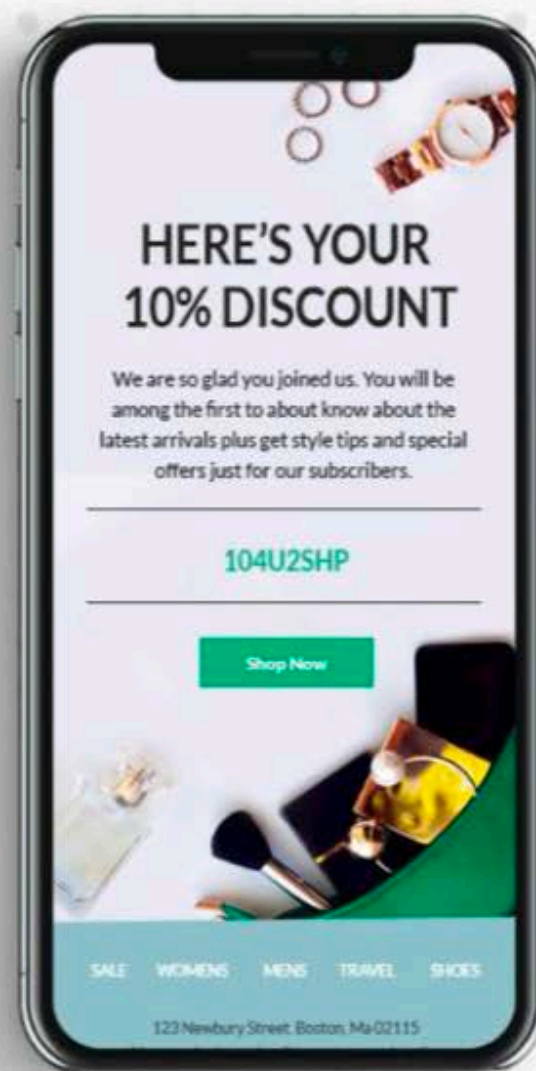 HERE'S YOUR
10% DISCOUNT
We are so glad you joined us. You will be
among the first to about know about the
latest arrivals plus get style tips and special
offers just for our subscribers.
104U2SHP
Shop Now
SALE WOMENS MENS TRAVEL SHOES
123 Newbury Street Boston, Ma 02115